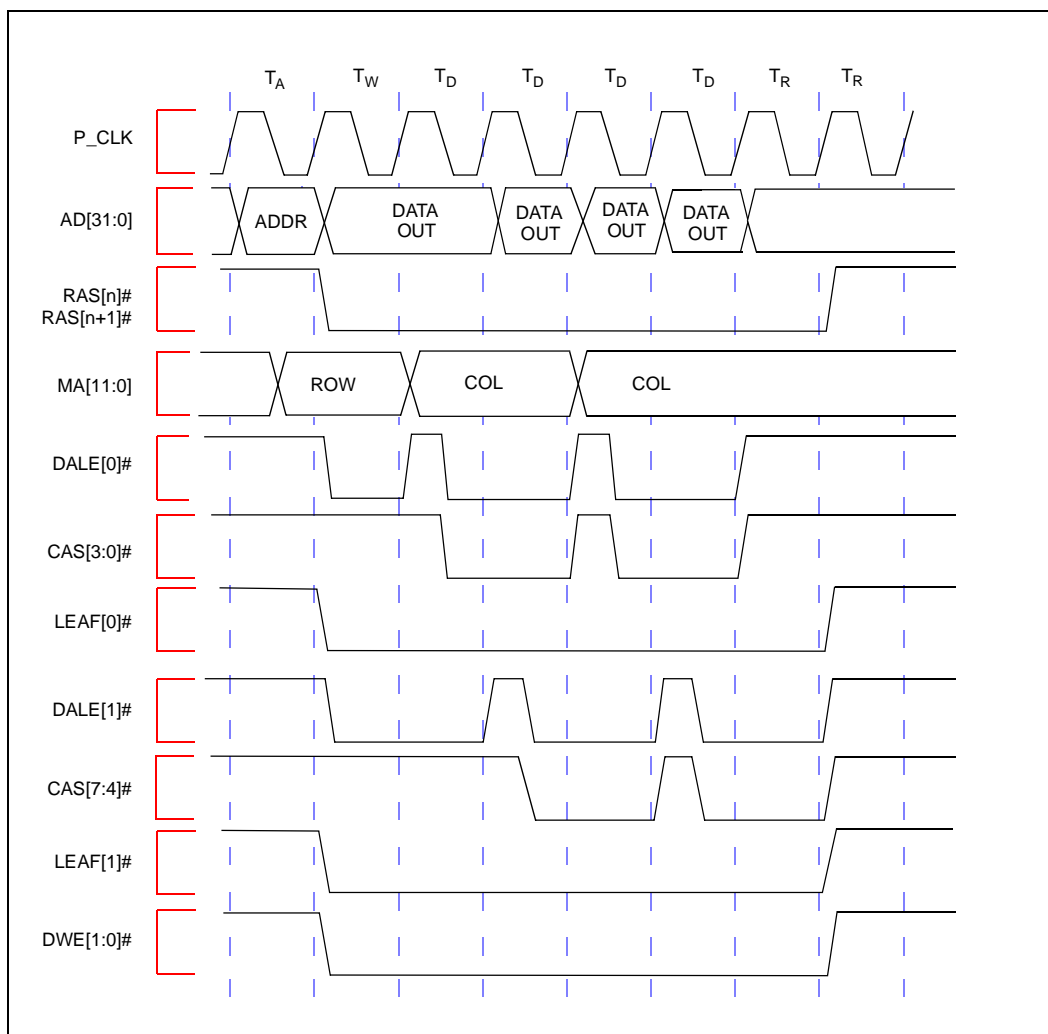 T_A T_W T_D T_D T_D T_D T_R T_R
P_CLK
AD[31:0]
ADDR
DATA
OUT
DATA
OUT
DATA
OUT
DATA
OUT
RAS[n]#
RAS[n+1]#
MA[11:0]
ROW
COL
COL
DALE[0]#
CAS[3:0]#
LEAF[0]#
DALE[1]#
CAS[7:4]#
LEAF[1]#
DWE[1:0]#